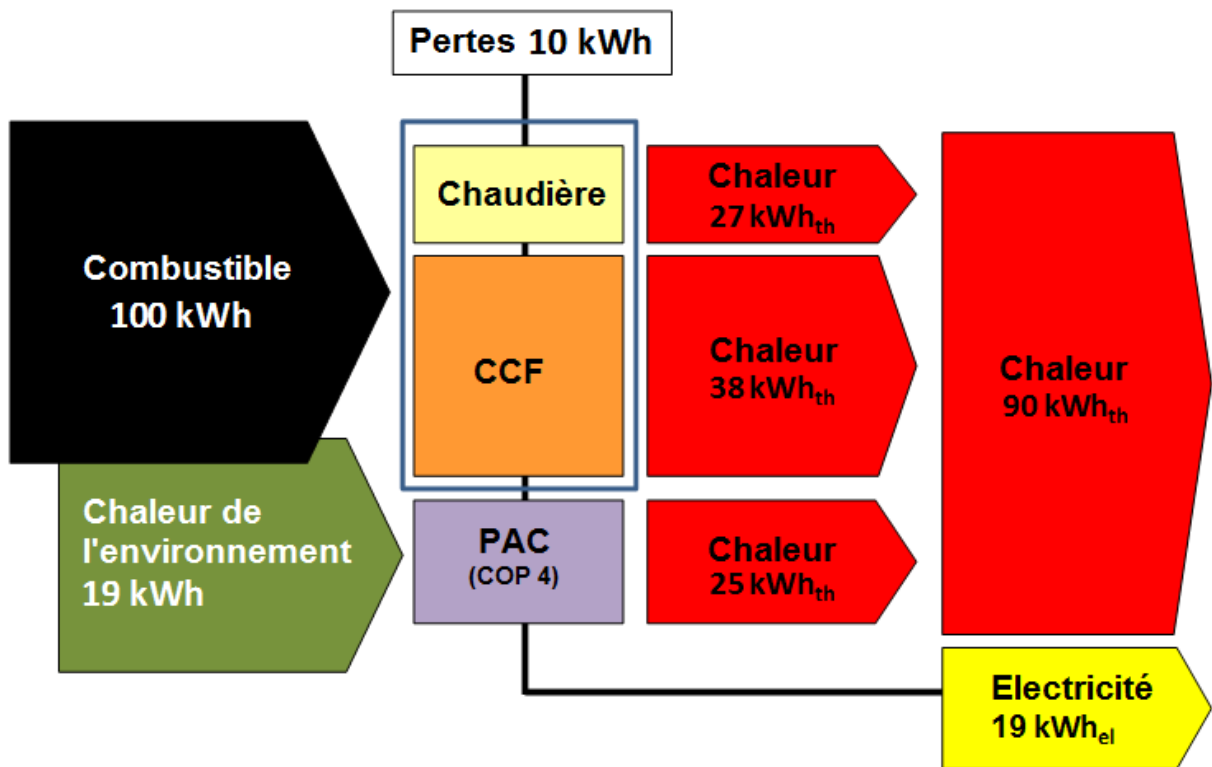 Pertes 10 kWh
Combustible
100 kWh
Chaleur de
l'environnement
19 kWh
Chaudière
CCF
PAC
(COP 4)
Chaleur
27 kWhth
Chaleur
38 kWhth
Chaleur
25 kWhth
Chaleur
90 kWhth
Electricité
19 kWhel